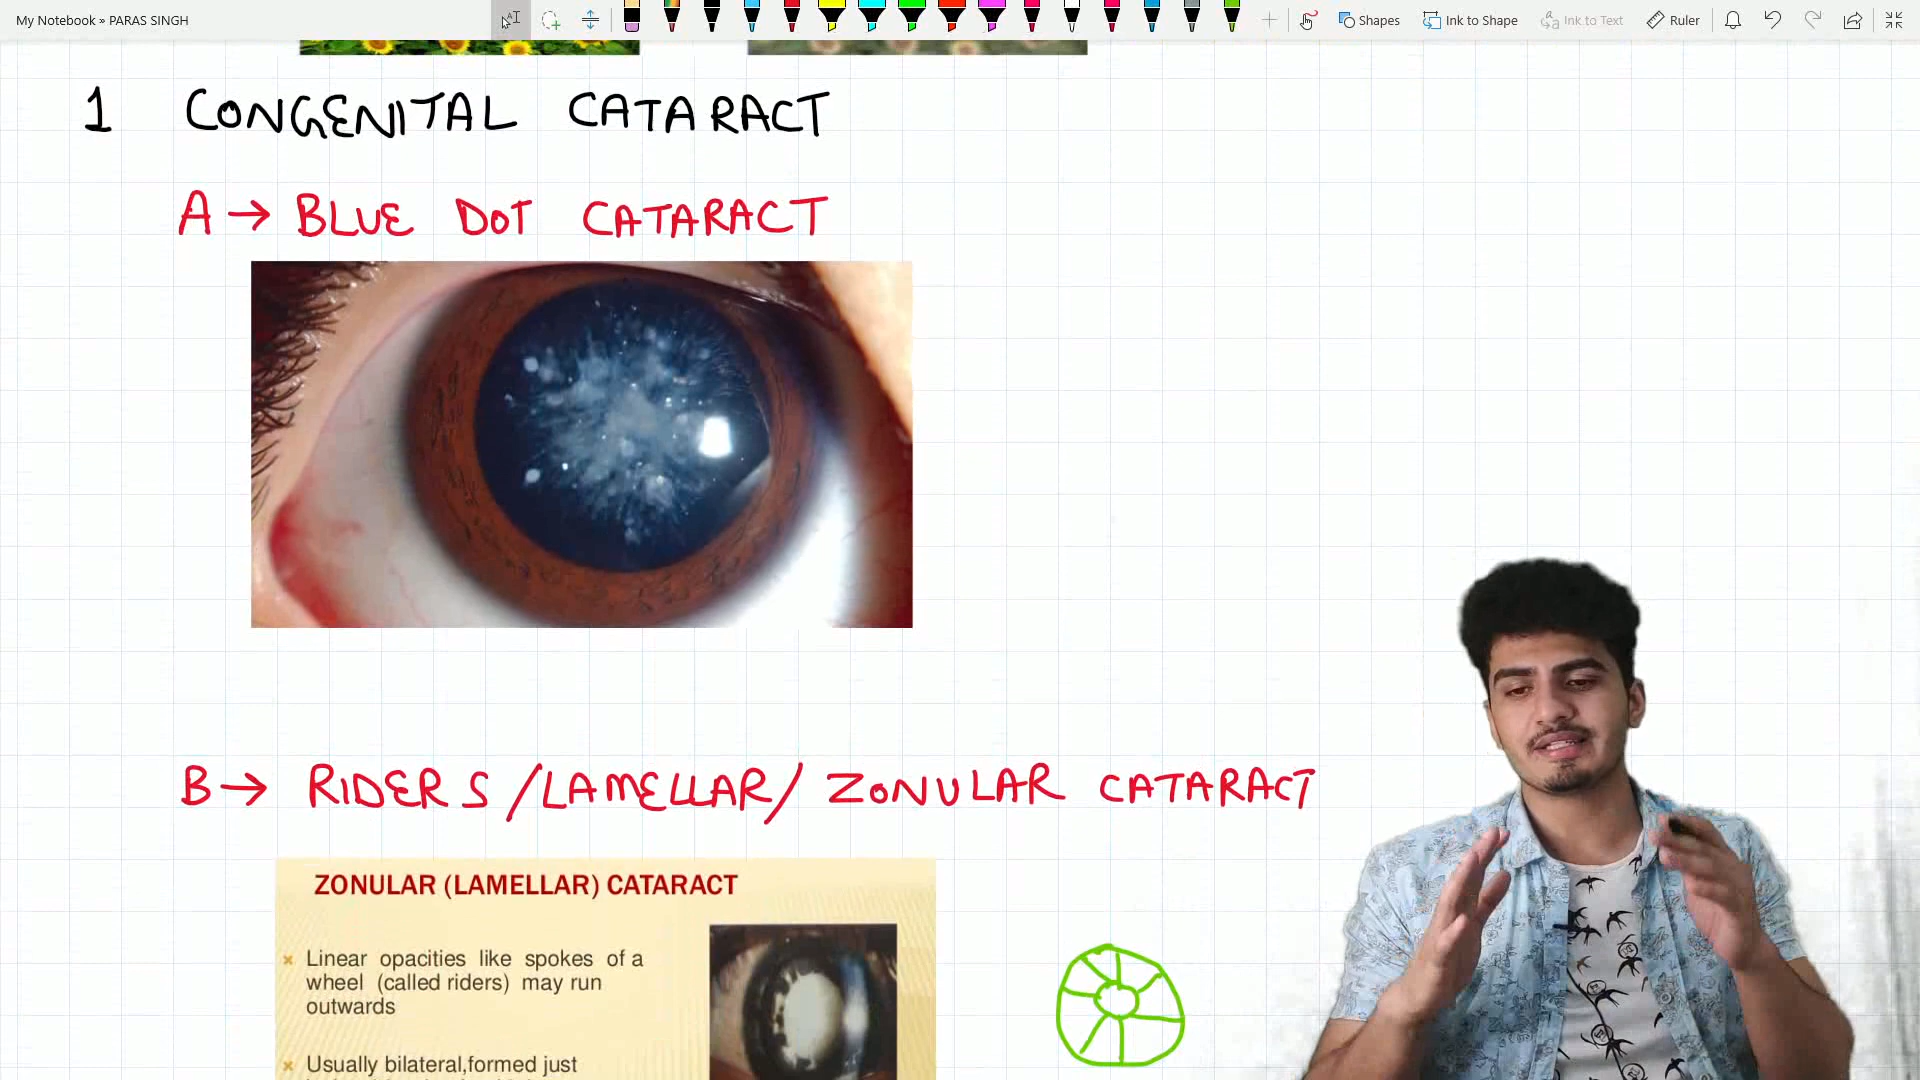 My Notebook » PARAS SINGH
Shapes
Ink to Shape
Ink to Text
Ruler
1 CONGENITAL CATARACT
A → BLUE DOT CATARACT
B → RIDERS /LAMELLAR/ ZONULAR CATARACT
ZONULAR (LAMELLAR) CATARACT
Linear opacities like spokes of a
wheel (called riders) may run
outwards
Usually bilateral,formed just